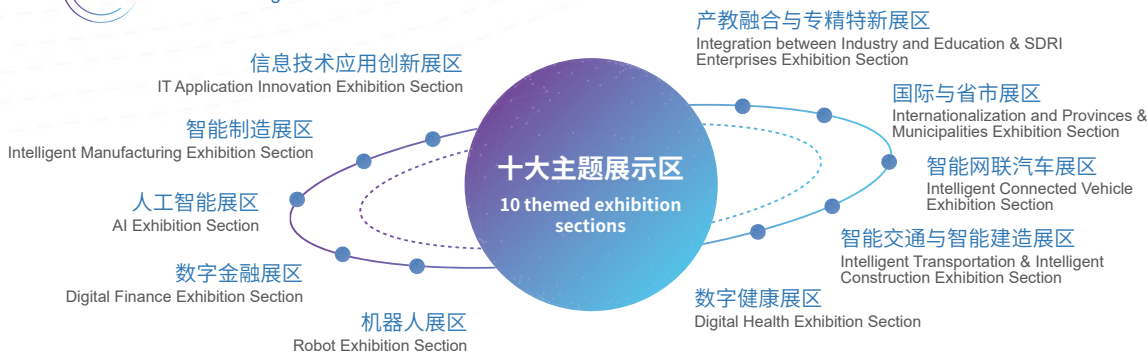 产教融合与专精特新展区
Integration between Industry and Education & SDRI
Enterprises Exhibition Section
信息技术应用创新展区
IT Application Innovation Exhibition Section
国际与省市展区
Internationalization and Provinces &
Municipalities Exhibition Section
智能制造展区
Intelligent Manufacturing Exhibition Section
十大主题展示区
10 themed exhibition
sections
智能网联汽车展区
Intelligent Connected Vehicle
Exhibition Section
人工智能展区
AI Exhibition Section
智能交通与智能建造展区
Intelligent Transportation & Intelligent
Construction Exhibition Section
数字金融展区
Digital Finance Exhibition Section
数字健康展区
Digital Health Exhibition Section
机器人展区
Robot Exhibition Section